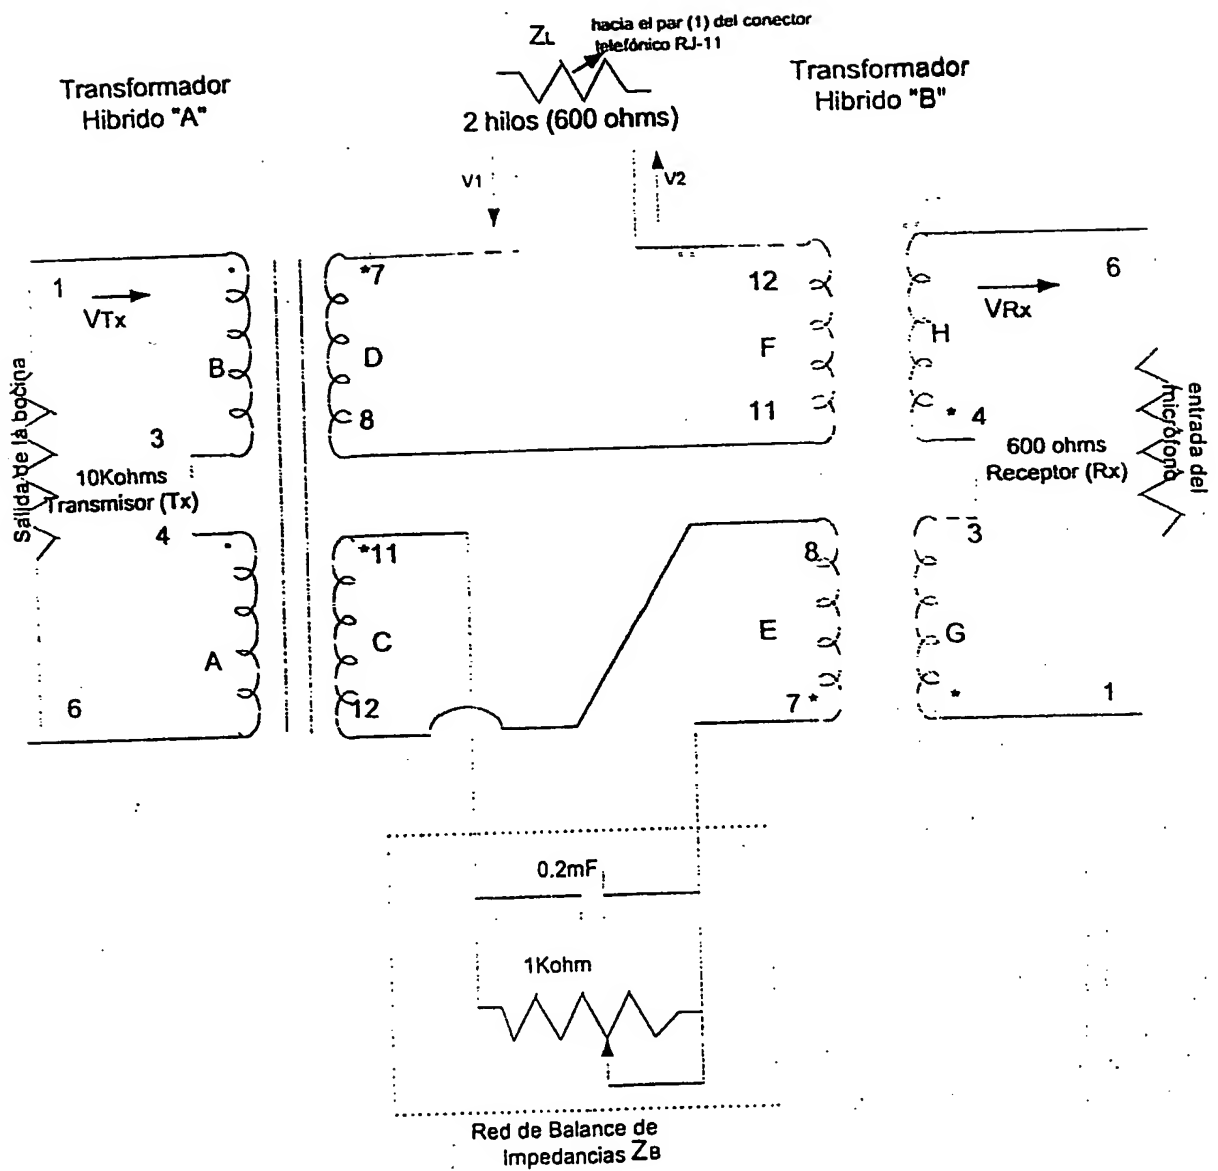 ZL
hacia el par (1) del conector
telefónico RJ-11
Transformador
Hibrido "A"
2 hilos (600 ohms)
Transformador
Hibrido "B"
V1
V2
1
VTx
B
3
*7
D
8
12
F
11
H
* 4
VRx
6
Salida de la bocina
10Kohms
Transmisor (Tx)
600 ohms
Receptor (Rx)
entrada del
micrófono
4
A
6
*11
C
12
8
E
7 *
3
G
*
1
0.2mF
1Kohm
Red de Balance de
Impedancias ZB